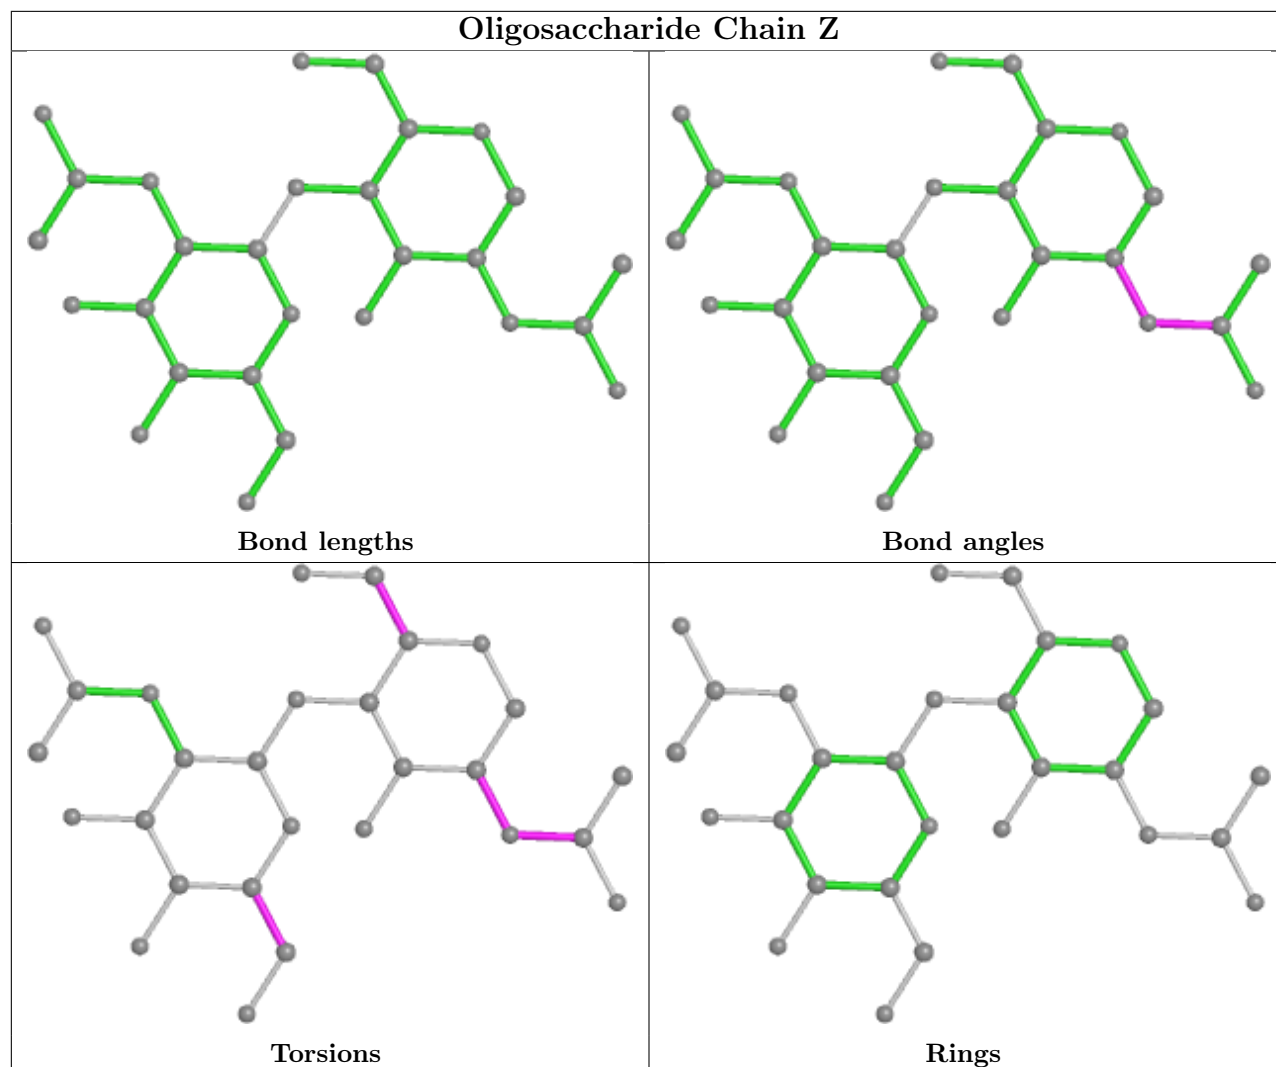 Oligosaccharide Chain Z
Bond lengths
Bond angles
Torsions
Rings